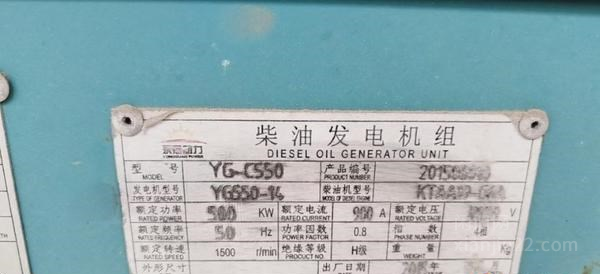 柴油发电机组
DIESEL OIL GENERATOR UNIT
型号 MODEL YG-C550 产品编号 PRODUCT NUMBER
发电机型号 TYPE OF GENERATOR YG550-14 柴油机型号 MODEL OF DIESEL ENGINE
额定功率 RATED POWER 500 KW 额定电流 RATED CURRENT 900 A 额定电压 RATED VOLTAGE V
额定频率 RATED FREQUENCY 50 Hz 功率因数 POWER FACTOR 0.8 指数 PHASE NUMBER
额定转速 RATED SPEED 1500 r/min 绝缘等级 H级 重量 Kg
外形尺寸 出厂日期